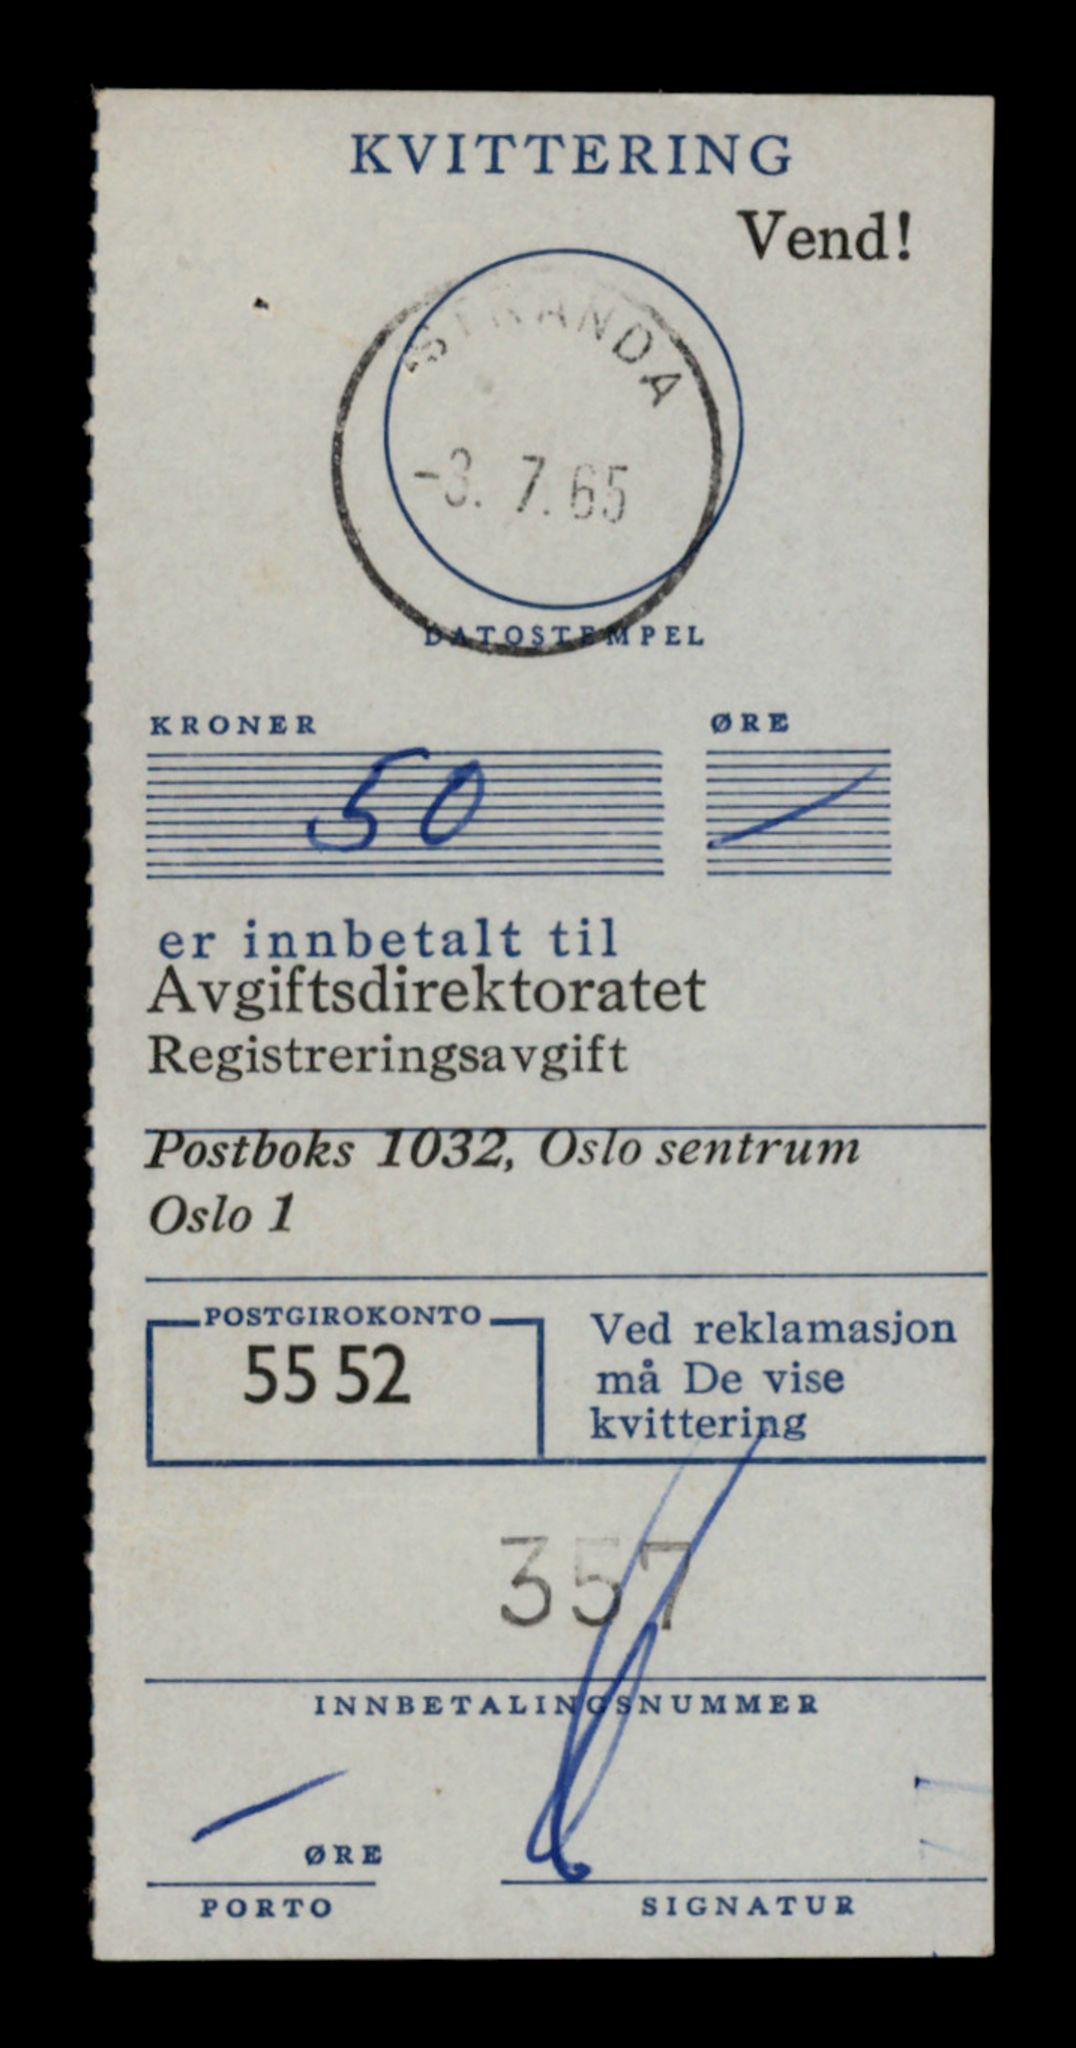 KVITTERING
Vend!
STRANDA
-3. 7. 65
DATOSTEMPEL
KRONER ØRE
50 —
er innbetalt til
Avgiftsdirektoratet
Registreringsavgift
Postboks 1032, Oslo sentrum
Oslo 1
POSTGIROKONTO
55 52
Ved reklamasjon
må De vise
kvittering
357
INNBETALINGSNUMMER
— ØRE
PORTO
SIGNATUR